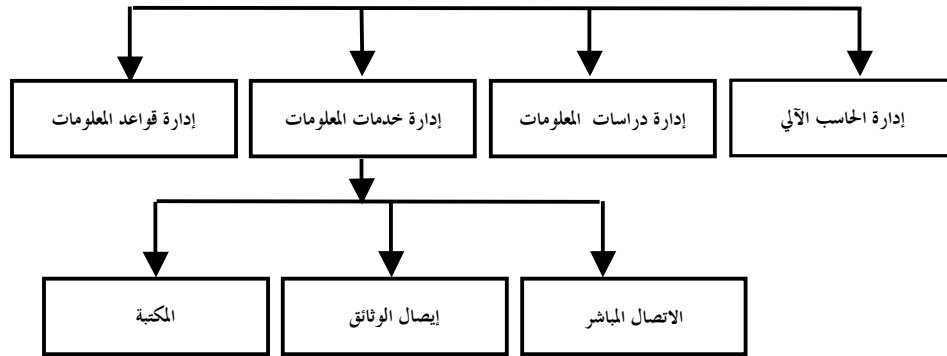 إدارة الحاسب الآلي
إدارة دراسات المعلومات
إدارة خدمات المعلومات
إدارة قواعد المعلومات
الاتصال المباشر
إيصال الوثائق
المكتبة